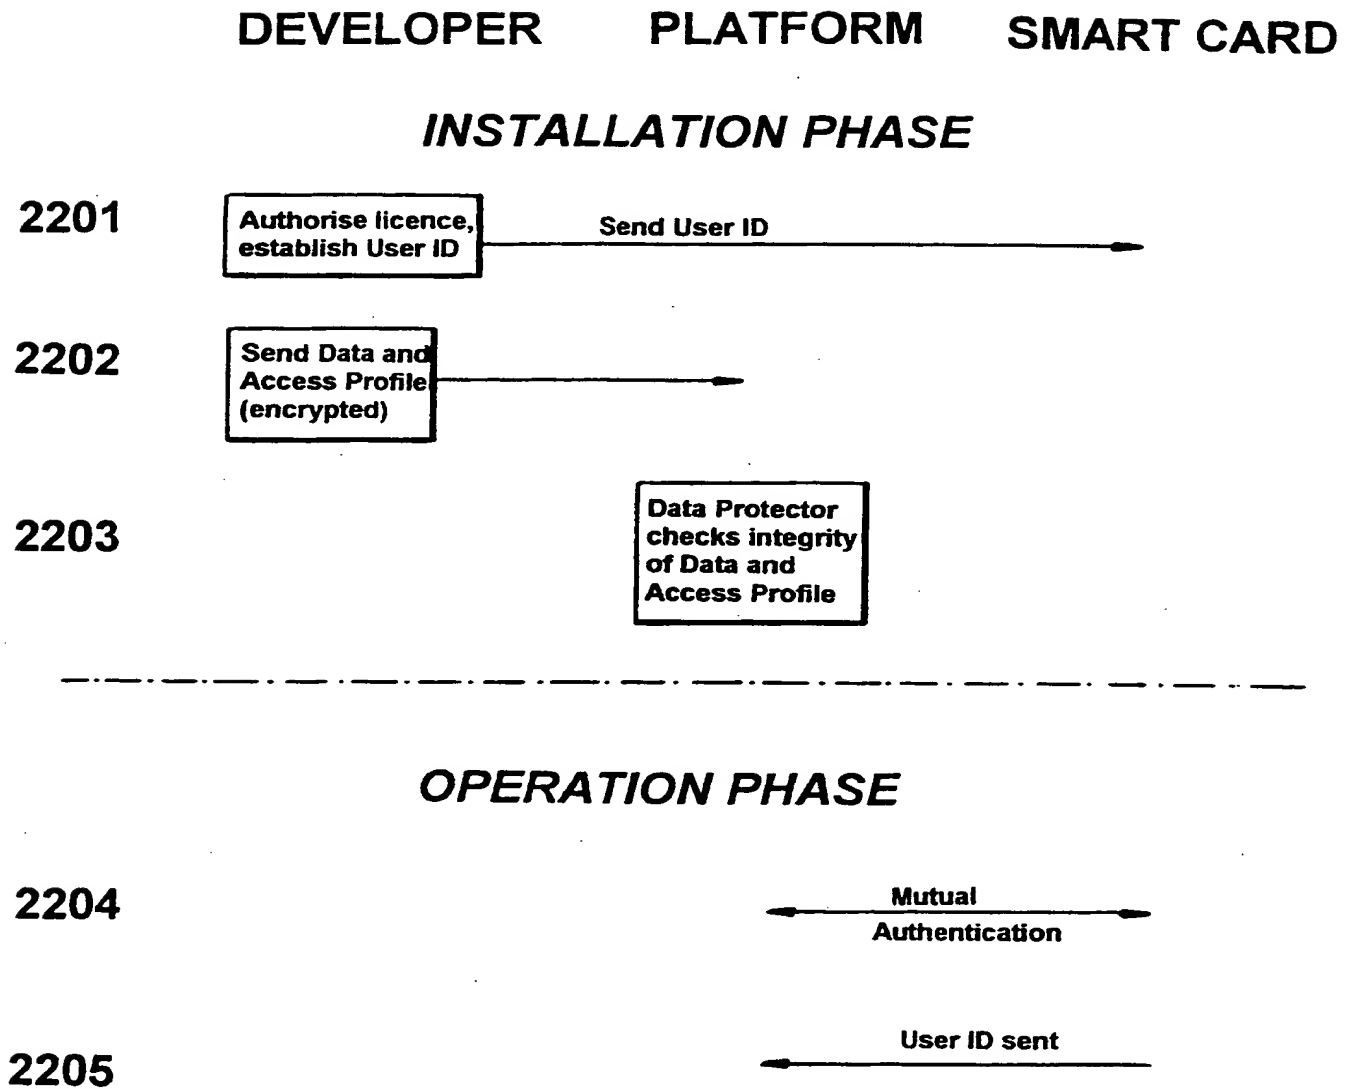 DEVELOPER PLATFORM SMART CARD
INSTALLATION PHASE
2201
Authorise licence,
establish User ID
Send User ID
2202
Send Data and
Access Profile
(encrypted)
2203
Data Protector
checks integrity
of Data and
Access Profile
OPERATION PHASE
2204
Mutual
Authentication
2205
User ID sent